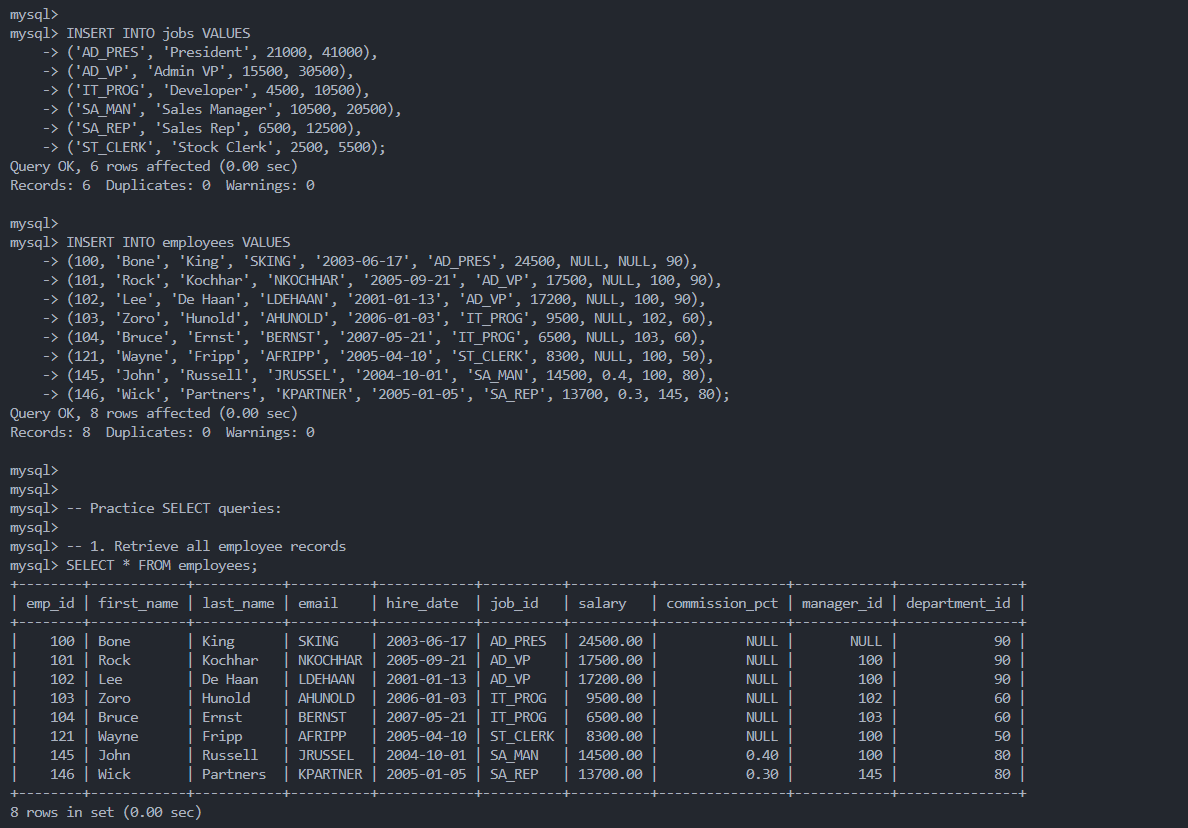 mysql>
mysql> INSERT INTO jobs VALUES
    -> ('AD_PRES', 'President', 21000, 41000),
    -> ('AD_VP', 'Admin VP', 15500, 30500),
    -> ('IT_PROG', 'Developer', 4500, 10500),
    -> ('SA_MAN', 'Sales Manager', 10500, 20500),
    -> ('SA_REP', 'Sales Rep', 6500, 12500),
    -> ('ST_CLERK', 'Stock Clerk', 2500, 5500);
Query OK, 6 rows affected (0.00 sec)
Records: 6  Duplicates: 0  Warnings: 0

mysql>
mysql> INSERT INTO employees VALUES
    -> (100, 'Bone', 'King', 'SKING', '2003-06-17', 'AD_PRES', 24500, NULL, NULL, 90),
    -> (101, 'Rock', 'Kochhar', 'NKOCHHAR', '2005-09-21', 'AD_VP', 17500, NULL, 100, 90),
    -> (102, 'Lee', 'De Haan', 'LDEHAAN', '2001-01-13', 'AD_VP', 17200, NULL, 100, 90),
    -> (103, 'Zoro', 'Hunold', 'AHUNOLD', '2006-01-03', 'IT_PROG', 9500, NULL, 102, 60),
    -> (104, 'Bruce', 'Ernst', 'BERNST', '2007-05-21', 'IT_PROG', 6500, NULL, 103, 60),
    -> (121, 'Wayne', 'Fripp', 'AFRIPP', '2005-04-10', 'ST_CLERK', 8300, NULL, 100, 50),
    -> (145, 'John', 'Russell', 'JRUSSEL', '2004-10-01', 'SA_MAN', 14500, 0.4, 100, 80),
    -> (146, 'Wick', 'Partners', 'KPARTNER', '2005-01-05', 'SA_REP', 13700, 0.3, 145, 80);
Query OK, 8 rows affected (0.00 sec)
Records: 8  Duplicates: 0  Warnings: 0

mysql>
mysql>
mysql> -- Practice SELECT queries:
mysql>
mysql> -- 1. Retrieve all employee records
mysql> SELECT * FROM employees;
+--------+------------+-----------+----------+------------+----------+----------+----------------+------------+---------------+
| emp_id | first_name | last_name | email    | hire_date  | job_id   | salary   | commission_pct | manager_id | department_id |
+--------+------------+-----------+----------+------------+----------+----------+----------------+------------+---------------+
|    100 | Bone       | King      | SKING    | 2003-06-17 | AD_PRES  | 24500.00 |           NULL |       NULL |            90 |
|    101 | Rock       | Kochhar   | NKOCHHAR | 2005-09-21 | AD_VP    | 17500.00 |           NULL |        100 |            90 |
|    102 | Lee        | De Haan   | LDEHAAN  | 2001-01-13 | AD_VP    | 17200.00 |           NULL |        100 |            90 |
|    103 | Zoro       | Hunold    | AHUNOLD  | 2006-01-03 | IT_PROG  |  9500.00 |           NULL |        102 |            60 |
|    104 | Bruce      | Ernst     | BERNST   | 2007-05-21 | IT_PROG  |  6500.00 |           NULL |        103 |            60 |
|    121 | Wayne      | Fripp     | AFRIPP   | 2005-04-10 | ST_CLERK |  8300.00 |           NULL |        100 |            50 |
|    145 | John       | Russell   | JRUSSEL  | 2004-10-01 | SA_MAN   | 14500.00 |           0.40 |        100 |            80 |
|    146 | Wick       | Partners  | KPARTNER | 2005-01-05 | SA_REP   | 13700.00 |           0.30 |        145 |            80 |
+--------+------------+-----------+----------+------------+----------+----------+----------------+------------+---------------+
8 rows in set (0.00 sec)